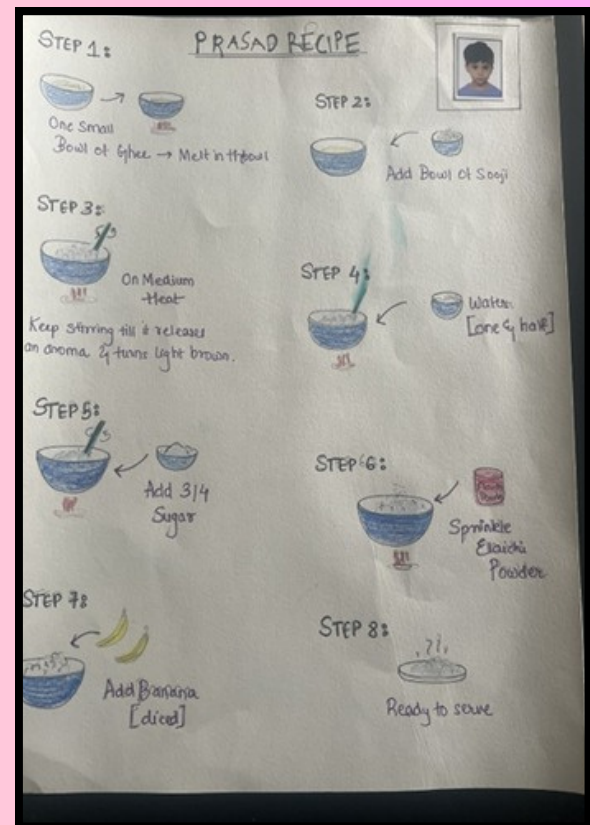 PRASAD RECIPE
STEP 1:
One Small
Bowl of Ghee → Melt in the bowl
STEP 2:
Add Bowl of Sooji
STEP 3:
On Medium
Heat
Keep stirring till it releases
an aroma & turns light brown.
STEP 4:
Water
[one & half]
STEP 5:
Add 3/4
Sugar
STEP 6:
Sprinkle
Elaichi
Powder
STEP 7:
Add Banana
[diced]
STEP 8:
Ready to serve